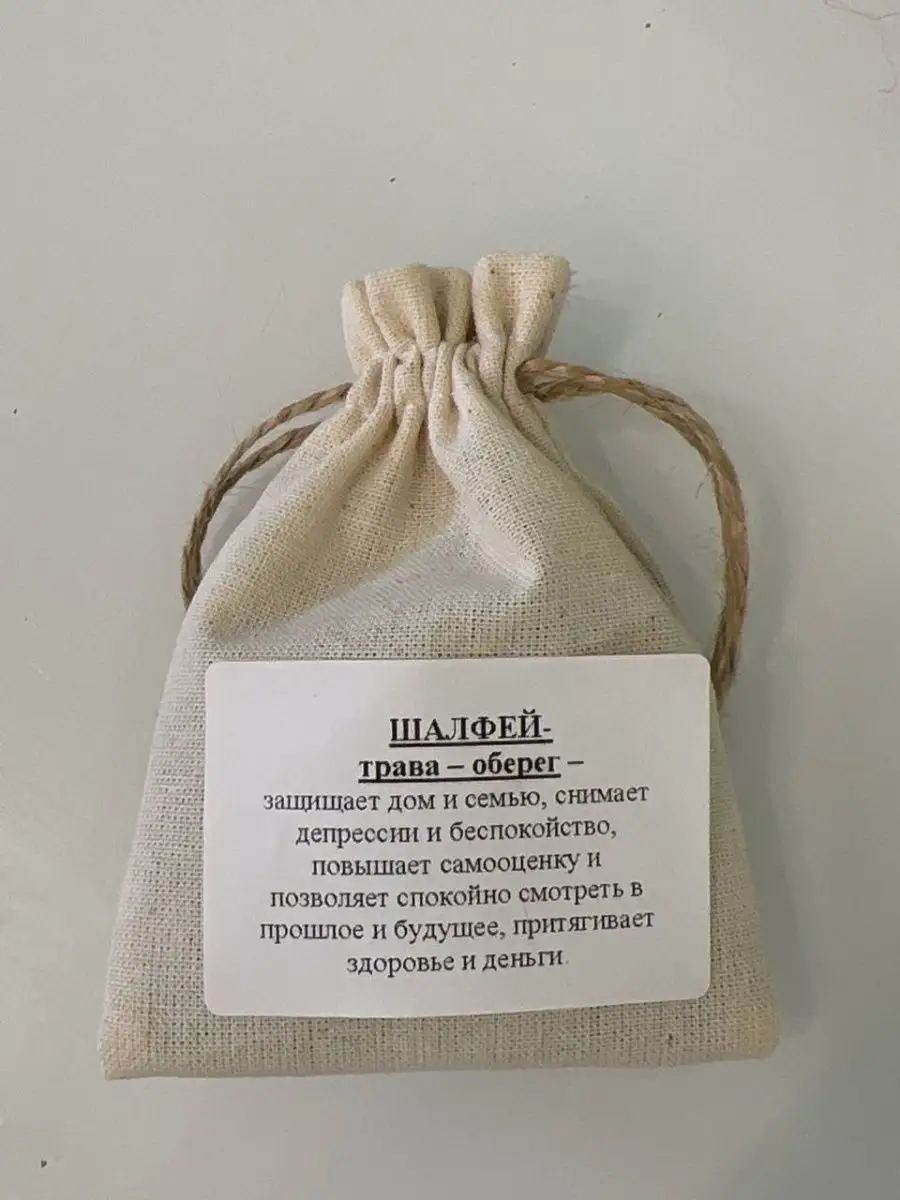 ШАЛФЕЙ-
трава – оберег –
защищает дом и семью, снимает
депрессии и беспокойство,
повышает самооценку и
позволяет спокойно смотреть в
прошлое и будущее, притягивает
здоровье и деньги.